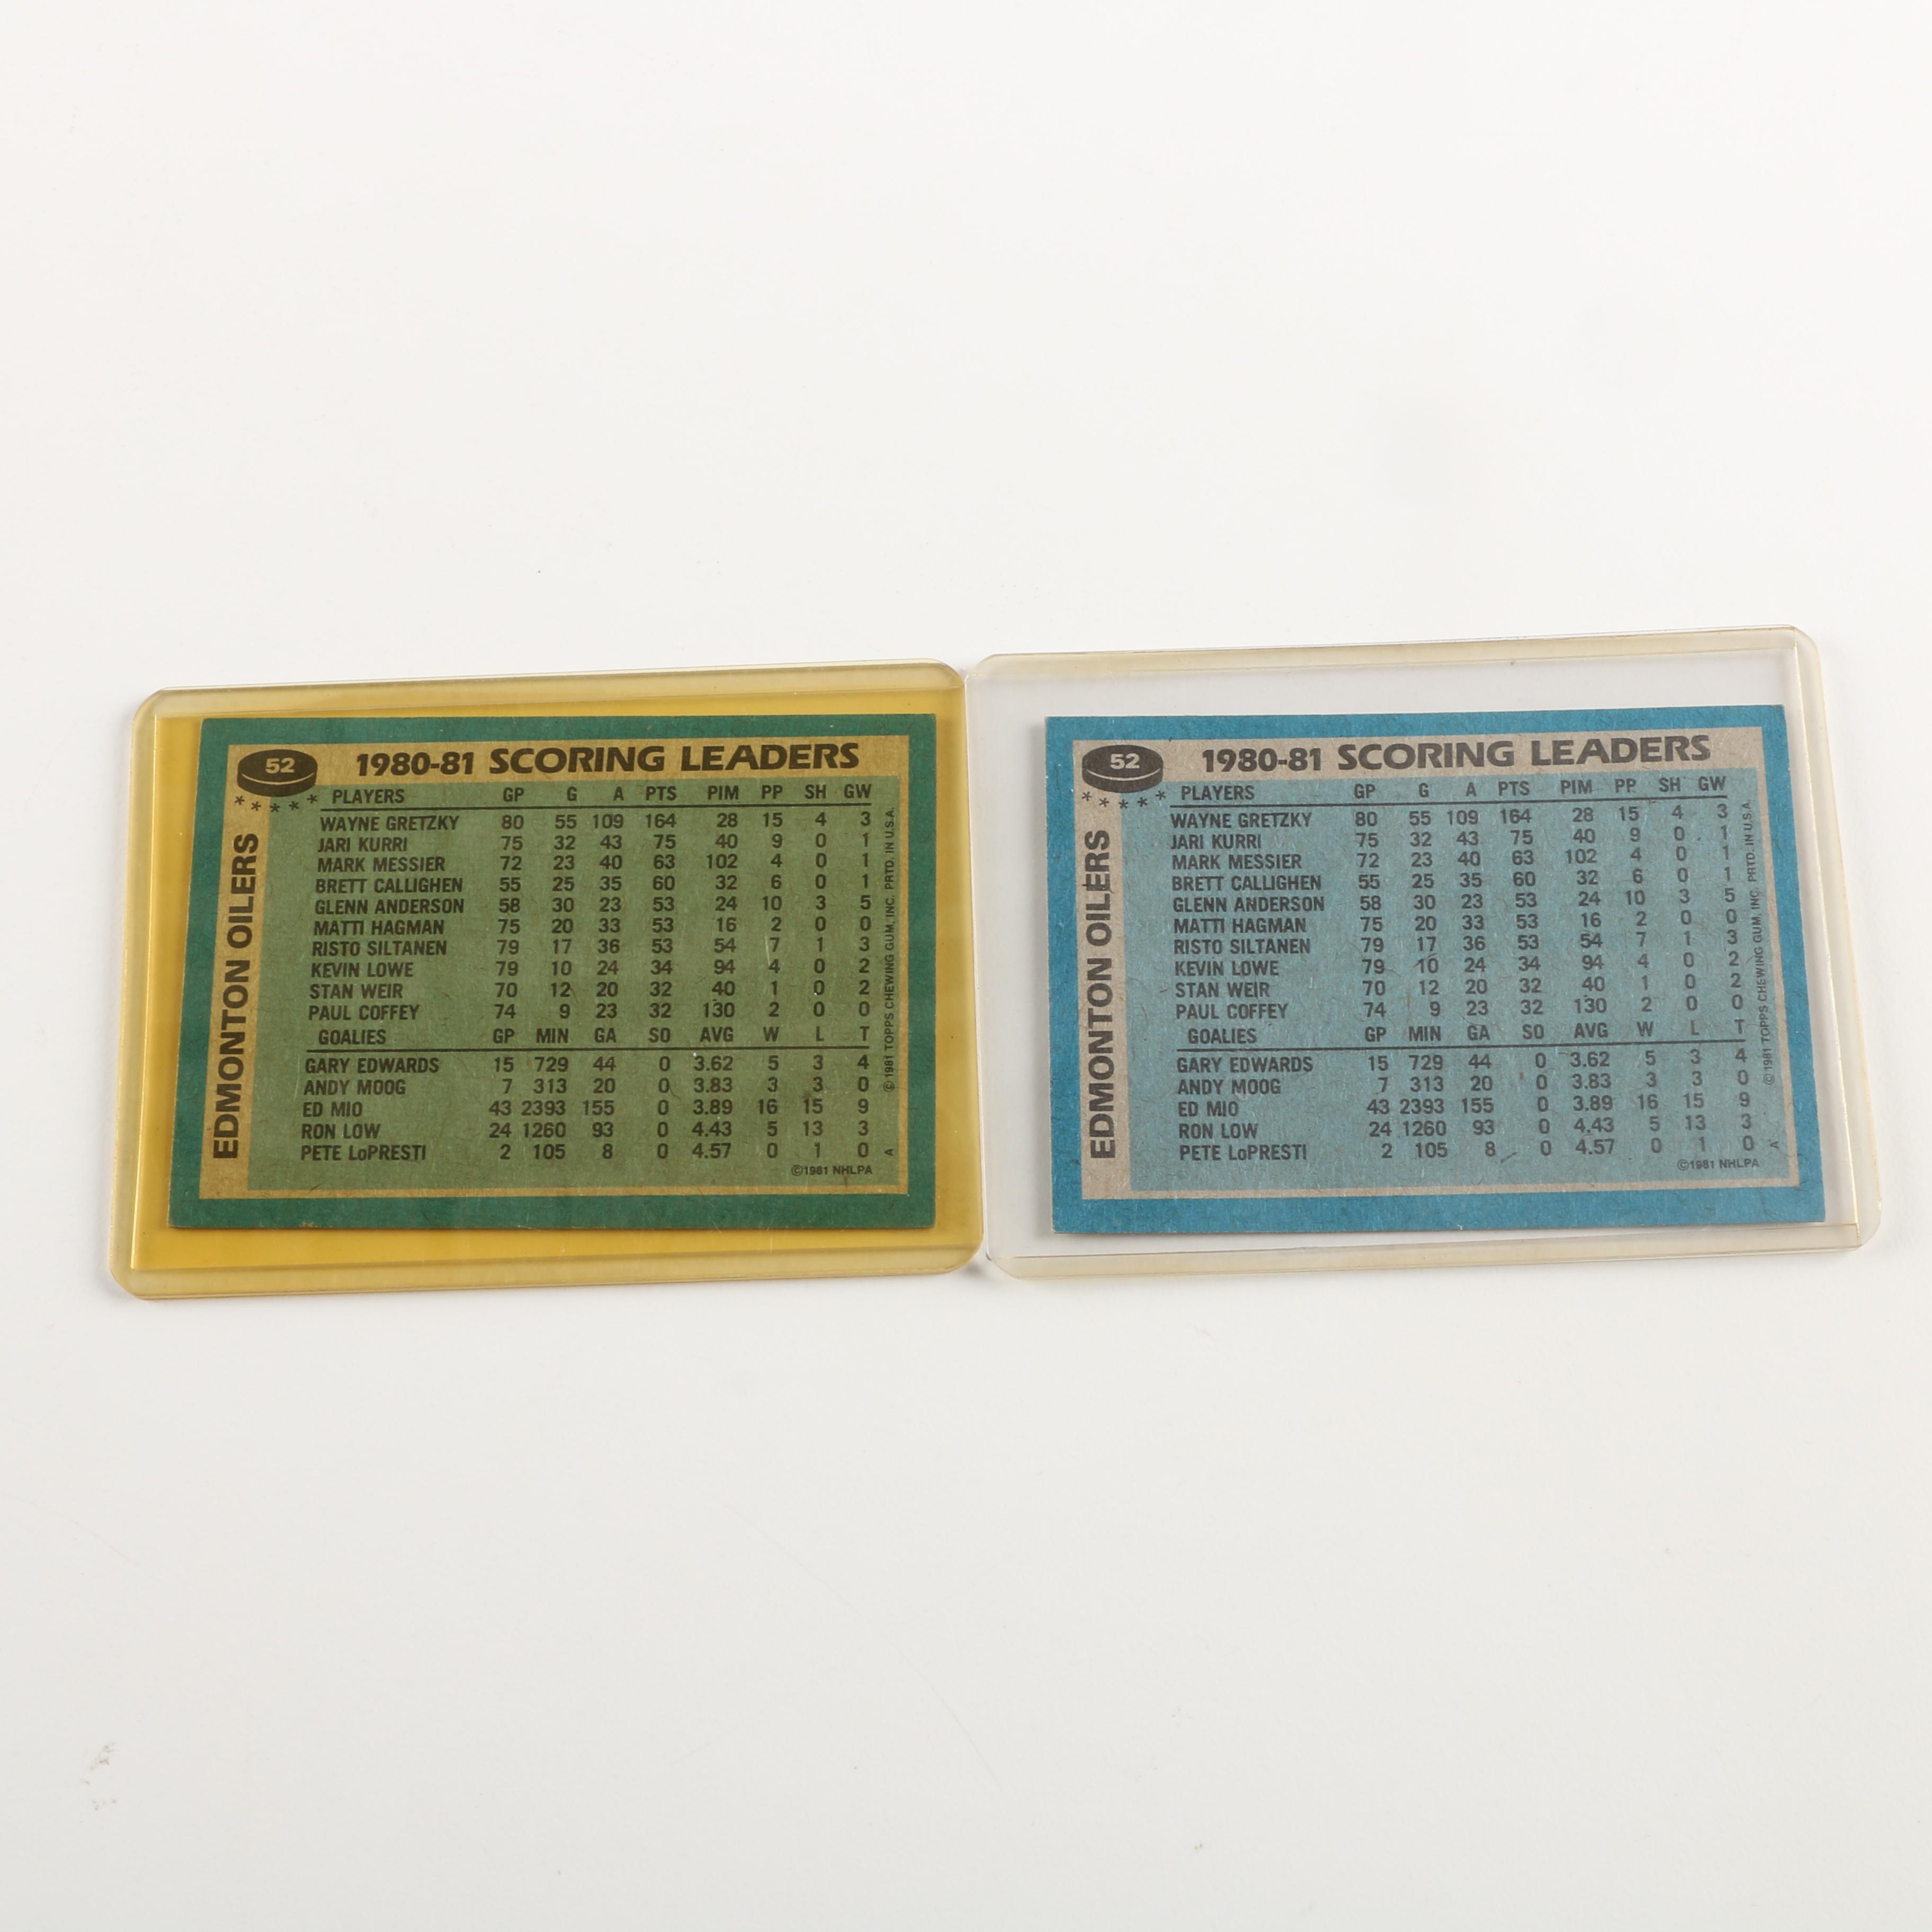 52
1980-81 SCORING LEADERS
***** PLAYERS GP G A PTS PIM PP SH GW
WAYNE GRETZKY 80 55 109 164 28 15 4 3
JARI KURRI 75 32 43 75 40 9 0 1
MARK MESSIER 72 23 40 63 102 4 0 1
BRETT CALLIGHEN 55 25 35 60 32 6 0 1
GLENN ANDERSON 58 30 23 53 24 10 3 5
MATTI HAGMAN 75 20 33 53 16 2 0 0
RISTO SILTANEN 79 17 36 53 54 7 1 3
KEVIN LOWE 79 10 24 34 94 4 0 2
STAN WEIR 70 12 20 32 40 1 0 2
PAUL COFFEY 74 9 23 32 130 2 0 0
GOALIES GP MIN GA SO AVG W L T
GARY EDWARDS 15 729 44 0 3.62 5 3 4
ANDY MOOG 7 313 20 0 3.83 3 3 0
ED MIO 43 2393 155 0 3.89 16 15 9
RON LOW 24 1260 93 0 4.43 5 13 3
PETE LoPRESTI 2 105 8 0 4.57 0 1 0
©1981 NHLPA
EDMONTON OILERS
A ©1981 TOPPS CHEWING GUM, INC. PRTD. IN U.S.A.
52
1980-81 SCORING LEADERS
***** PLAYERS GP G A PTS PIM PP SH GW
WAYNE GRETZKY 80 55 109 164 28 15 4 3
JARI KURRI 75 32 43 75 40 9 0 1
MARK MESSIER 72 23 40 63 102 4 0 1
BRETT CALLIGHEN 55 25 35 60 32 6 0 1
GLENN ANDERSON 58 30 23 53 24 10 3 5
MATTI HAGMAN 75 20 33 53 16 2 0 0
RISTO SILTANEN 79 17 36 53 54 7 1 3
KEVIN LOWE 79 10 24 34 94 4 0 2
STAN WEIR 70 12 20 32 40 1 0 2
PAUL COFFEY 74 9 23 32 130 2 0 0
GOALIES GP MIN GA SO AVG W L T
GARY EDWARDS 15 729 44 0 3.62 5 3 4
ANDY MOOG 7 313 20 0 3.83 3 3 0
ED MIO 43 2393 155 0 3.89 16 15 9
RON LOW 24 1260 93 0 4.43 5 13 3
PETE LoPRESTI 2 105 8 0 4.57 0 1 0
©1981 NHLPA
EDMONTON OILERS
A ©1981 TOPPS CHEWING GUM, INC. PRTD. IN U.S.A.